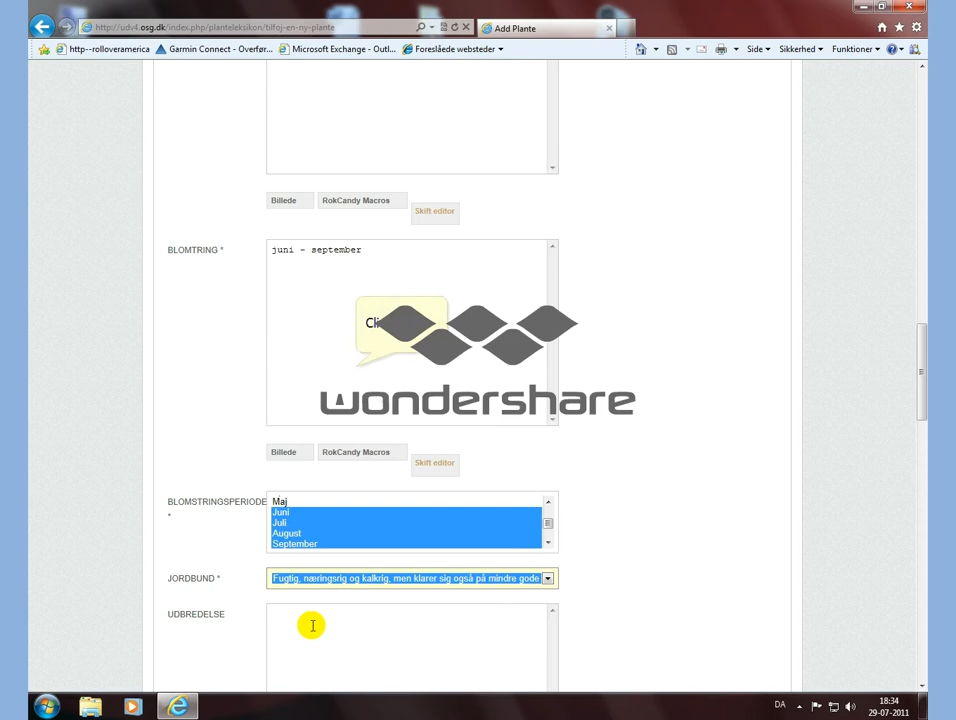 http://udv4.osg.dk/index.php/planteleksikon/tilfoj-en-ny-plante
Add Plante
http--rolloveramerica
Garmin Connect - Overfør...
Microsoft Exchange - Outl...
Foreslåede websteder
Side
Sikkerhed
Funktioner
Billede
RokCandy Macros
Skift editor
BLOMTRING *
juni - september
wondershare
Billede
RokCandy Macros
Skift editor
BLOMSTRINGSPERIODE
*
Maj
Juni
Juli
August
September
JORDBUND *
Fugtig, næringsrig og kalkrig, men klarer sig også på mindre gode
UDBREDELSE
DA
18:34
29-07-2011